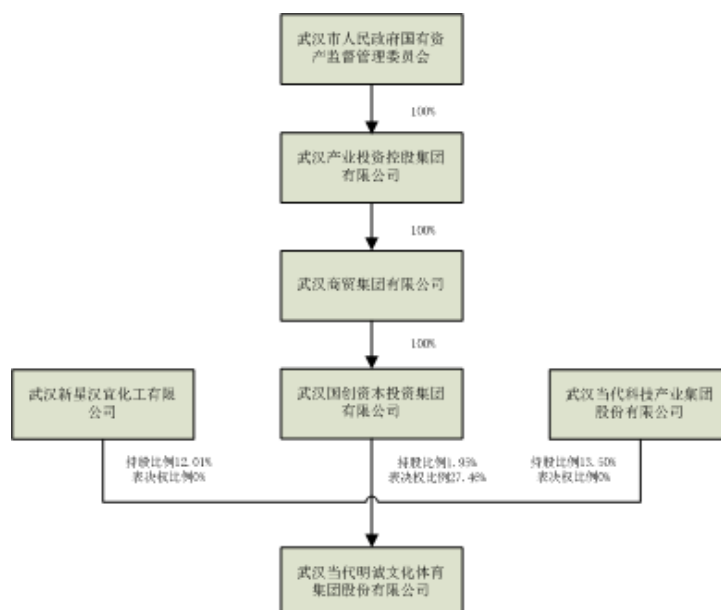 武汉市人民政府国有资
产监督管理委员会
100%
武汉产业投资控股集团
有限公司
100%
武汉商贸集团有限公司
100%
武汉新星汉宜化工有限
公司
武汉国创资本投资集团
有限公司
武汉当代科技产业集团
股份有限公司
持股比例12.01%
表决权比例0%
持股比例1.95%
表决权比例27.46%
持股比例13.50%
表决权比例0%
武汉当代明诚文化体育
集团股份有限公司